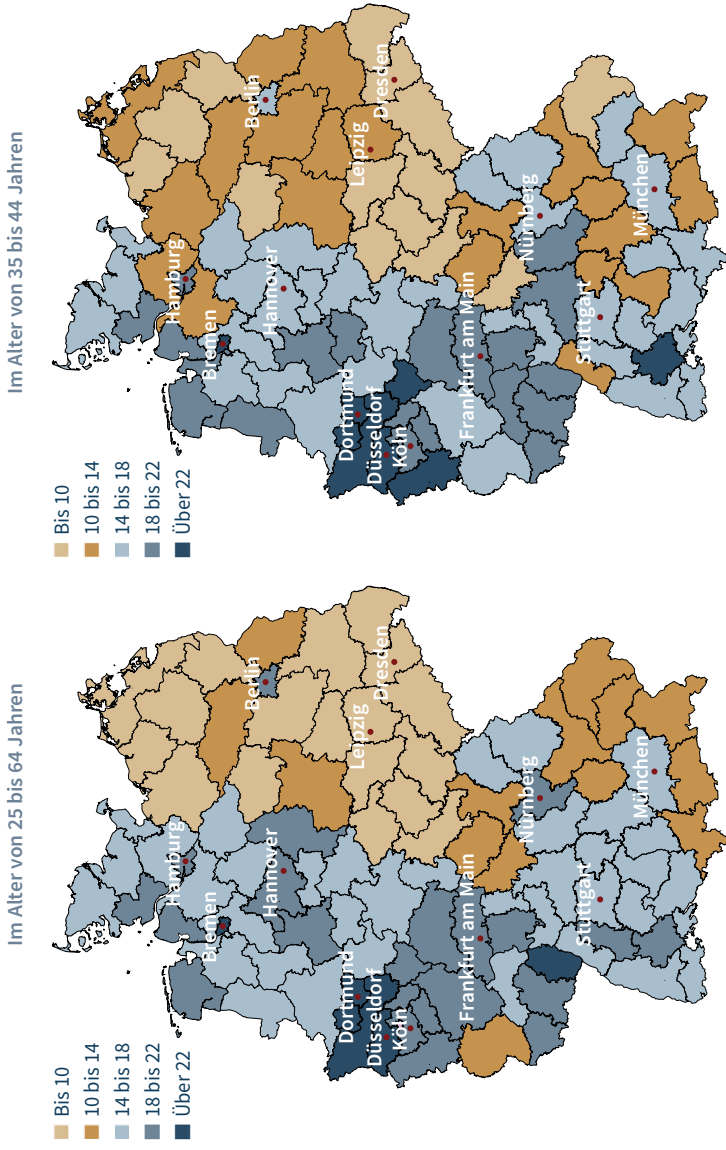 Im Alter von 25 bis 64 Jahren
Bis 10
10 bis 14
14 bis 18
18 bis 22
Über 22
Hamburg
Bremen
Berlin
Hannover
Dortmund
Düsseldorf
Köln
Leipzig
Dresden
Frankfurt am Main
Nürnberg
Stuttgart
München
Im Alter von 35 bis 44 Jahren
Bis 10
10 bis 14
14 bis 18
18 bis 22
Über 22
Hamburg
Bremen
Berlin
Hannover
Dortmund
Düsseldorf
Köln
Leipzig
Dresden
Frankfurt am Main
Nürnberg
Stuttgart
München